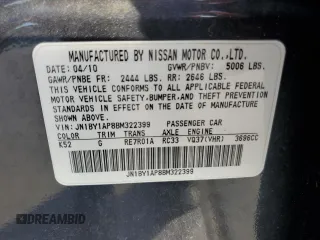 MANUFACTURED BY NISSAN MOTOR CO.,LTD.
DATE: 04/10 GVWR/PNBV: 5006 LBS.
GAWR/PNBE FR: 2444 LBS. RR: 2646 LBS.
THIS VEHICLE CONFORMS TO ALL APPLICABLE
FEDERAL MOTOR VEHICLE SAFETY,BUMPER,AND THEFT
PREVENTION STANDARDS IN EFFECT ON THE DATE OF
MANUFACTURE SHOWN ABOVE.
VIN: JN1BV1AP8BM322399 PASSENGER CAR
COLOR TRIM TRANS AXLE ENGINE
K52 G RE7R01A RC33 VQ37(VHR) 3696CC
JN1BV1AP8BM322399
DREAMBID